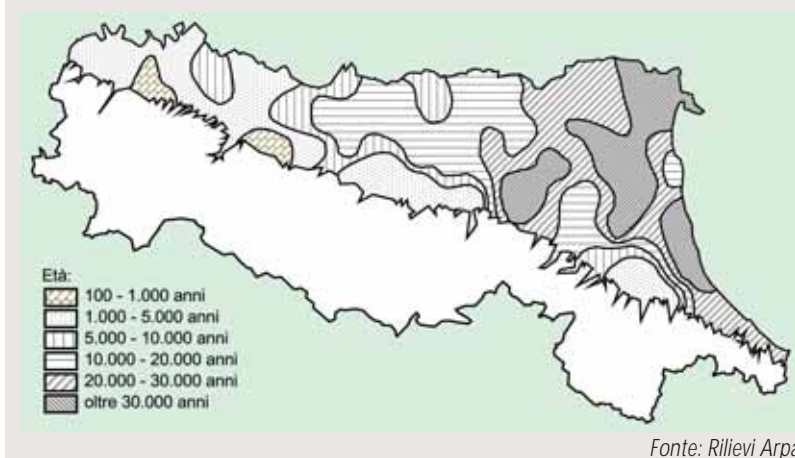 Età:
100 - 1.000 anni
1.000 - 5.000 anni
5.000 - 10.000 anni
10.000 - 20.000 anni
20.000 - 30.000 anni
oltre 30.000 anni
Fonte: Rilievi Arpa